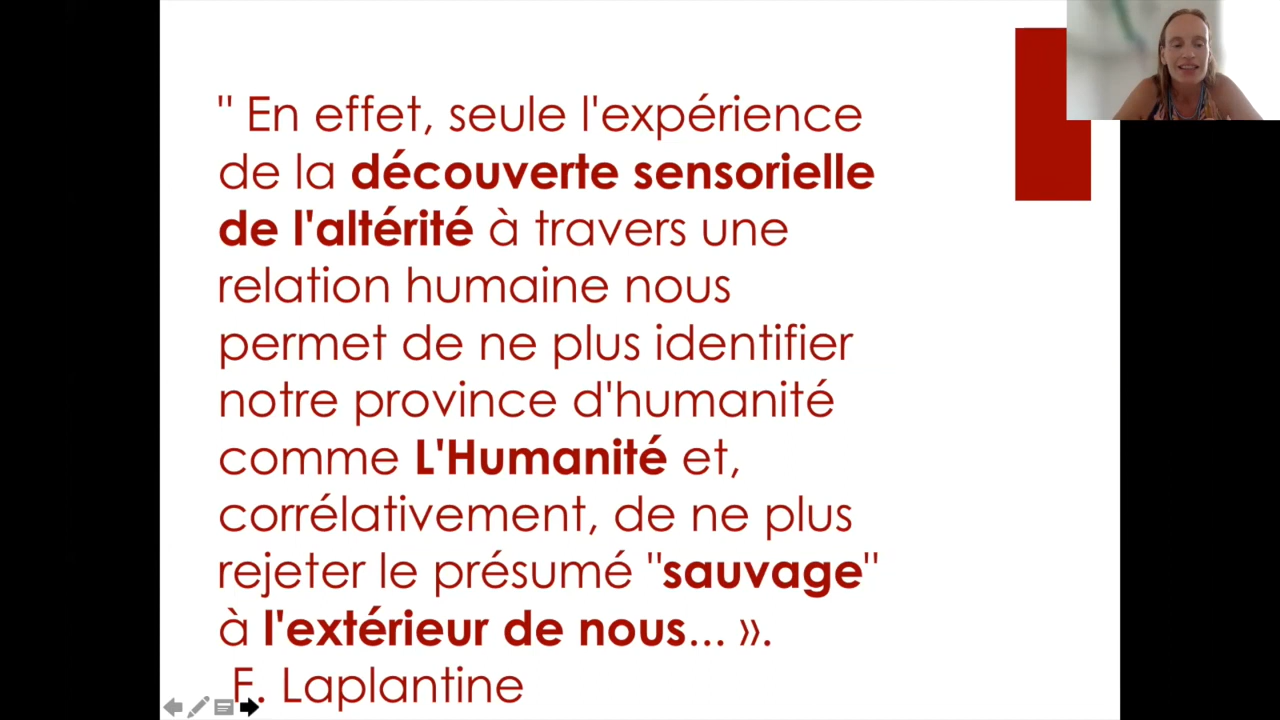 " En effet, seule l'expérience
de la découverte sensorielle
de l'altérité à travers une
relation humaine nous
permet de ne plus identifier
notre province d'humanité
comme L'Humanité et,
corrélativement, de ne plus
rejeter le présumé "sauvage"
à l'extérieur de nous... ».
F. Laplantine